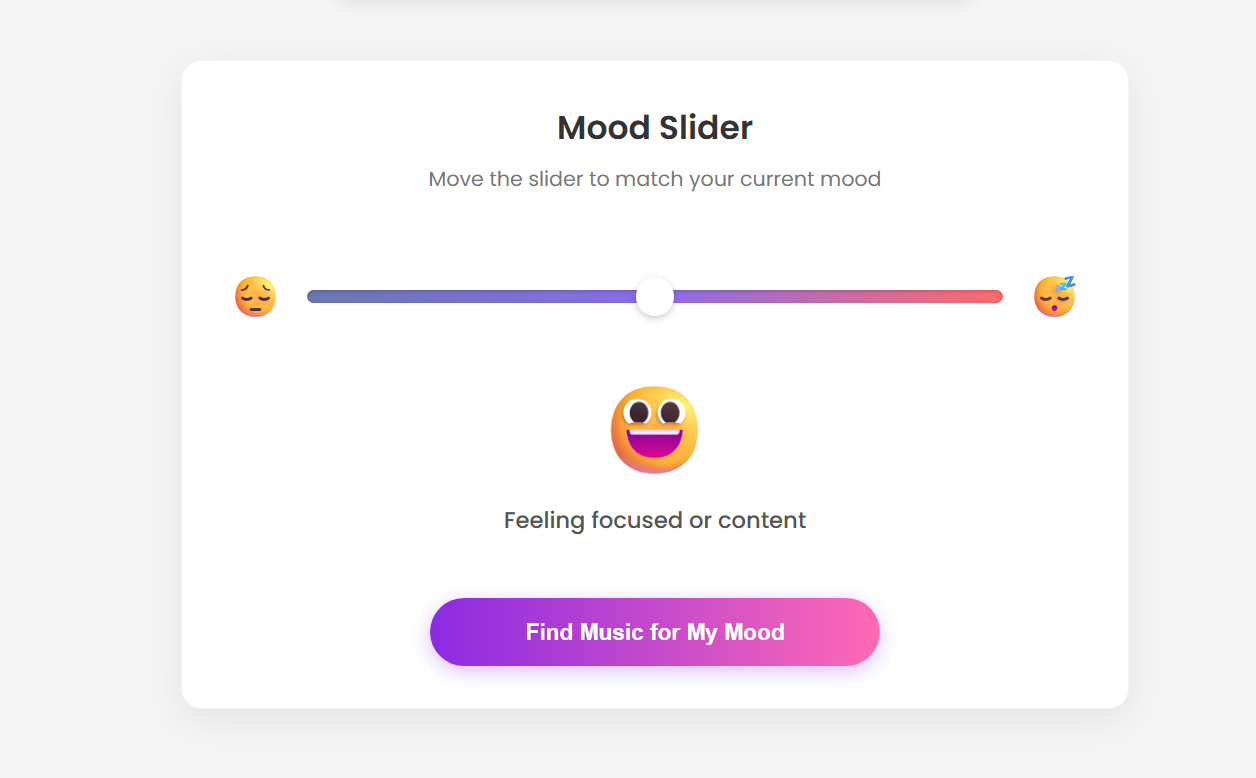 Mood Slider
Move the slider to match your current mood
Feeling focused or content
Find Music for My Mood